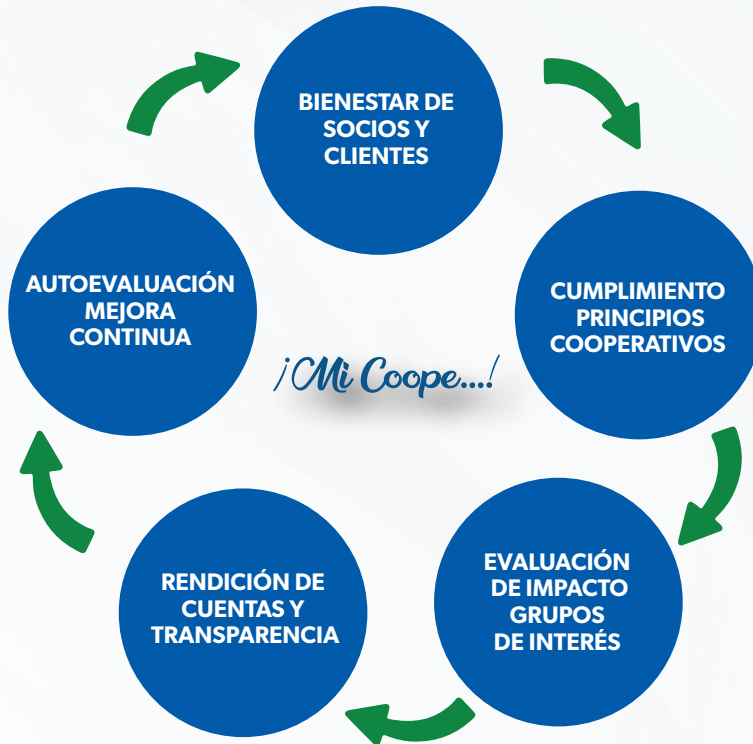 BIENESTAR DE
SOCIOS Y
CLIENTES
CUMPLIMIENTO
PRINCIPIOS
COOPERATIVOS
EVALUACIÓN
DE IMPACTO
GRUPOS
DE INTERÉS
RENDICIÓN DE
CUENTAS Y
TRANSPARENCIA
AUTOEVALUACIÓN
MEJORA
CONTINUA
¡Mi Coope...!